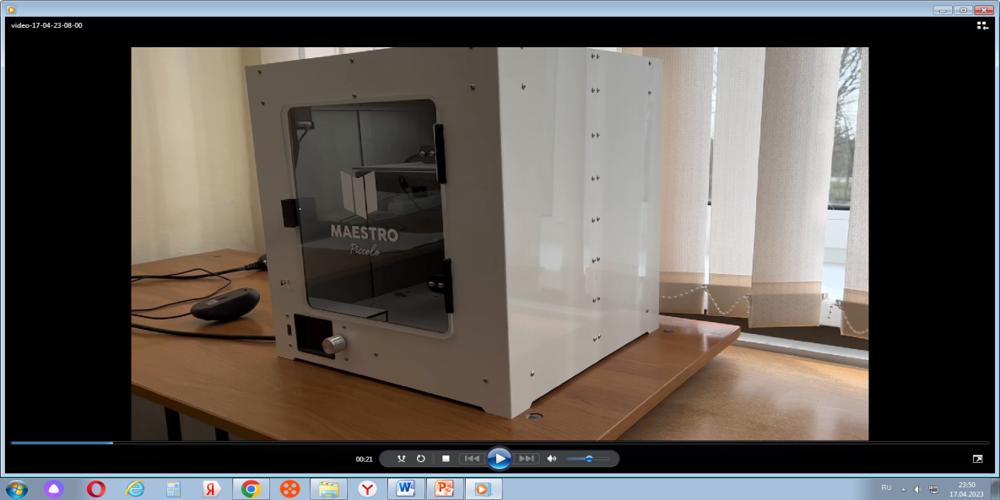 video-17-04-23-08-00
MAESTRO
Piccolo
00:21
RU
23:50
17.04.2023